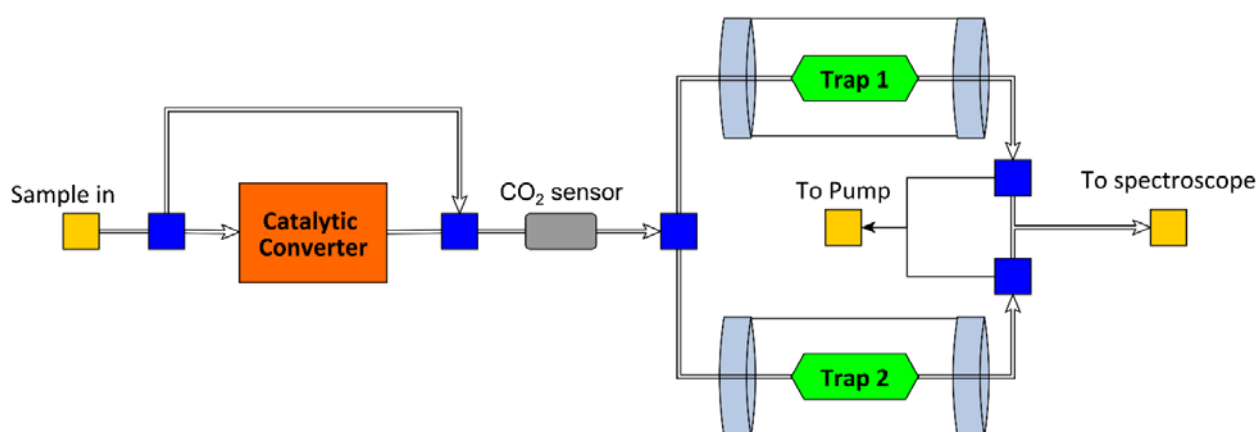 Trap 1
Sample in
Catalytic
Converter
CO₂ sensor
To Pump
To spectroscope
Trap 2